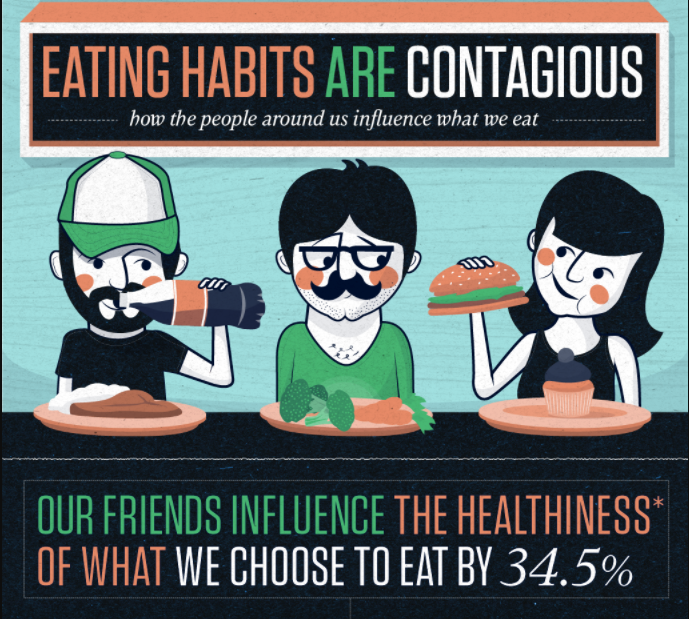 EATING HABITS ARE CONTAGIOUS
how the people around us influence what we eat
OUR FRIENDS INFLUENCE THE HEALTHINESS*
OF WHAT WE CHOOSE TO EAT BY 34.5%